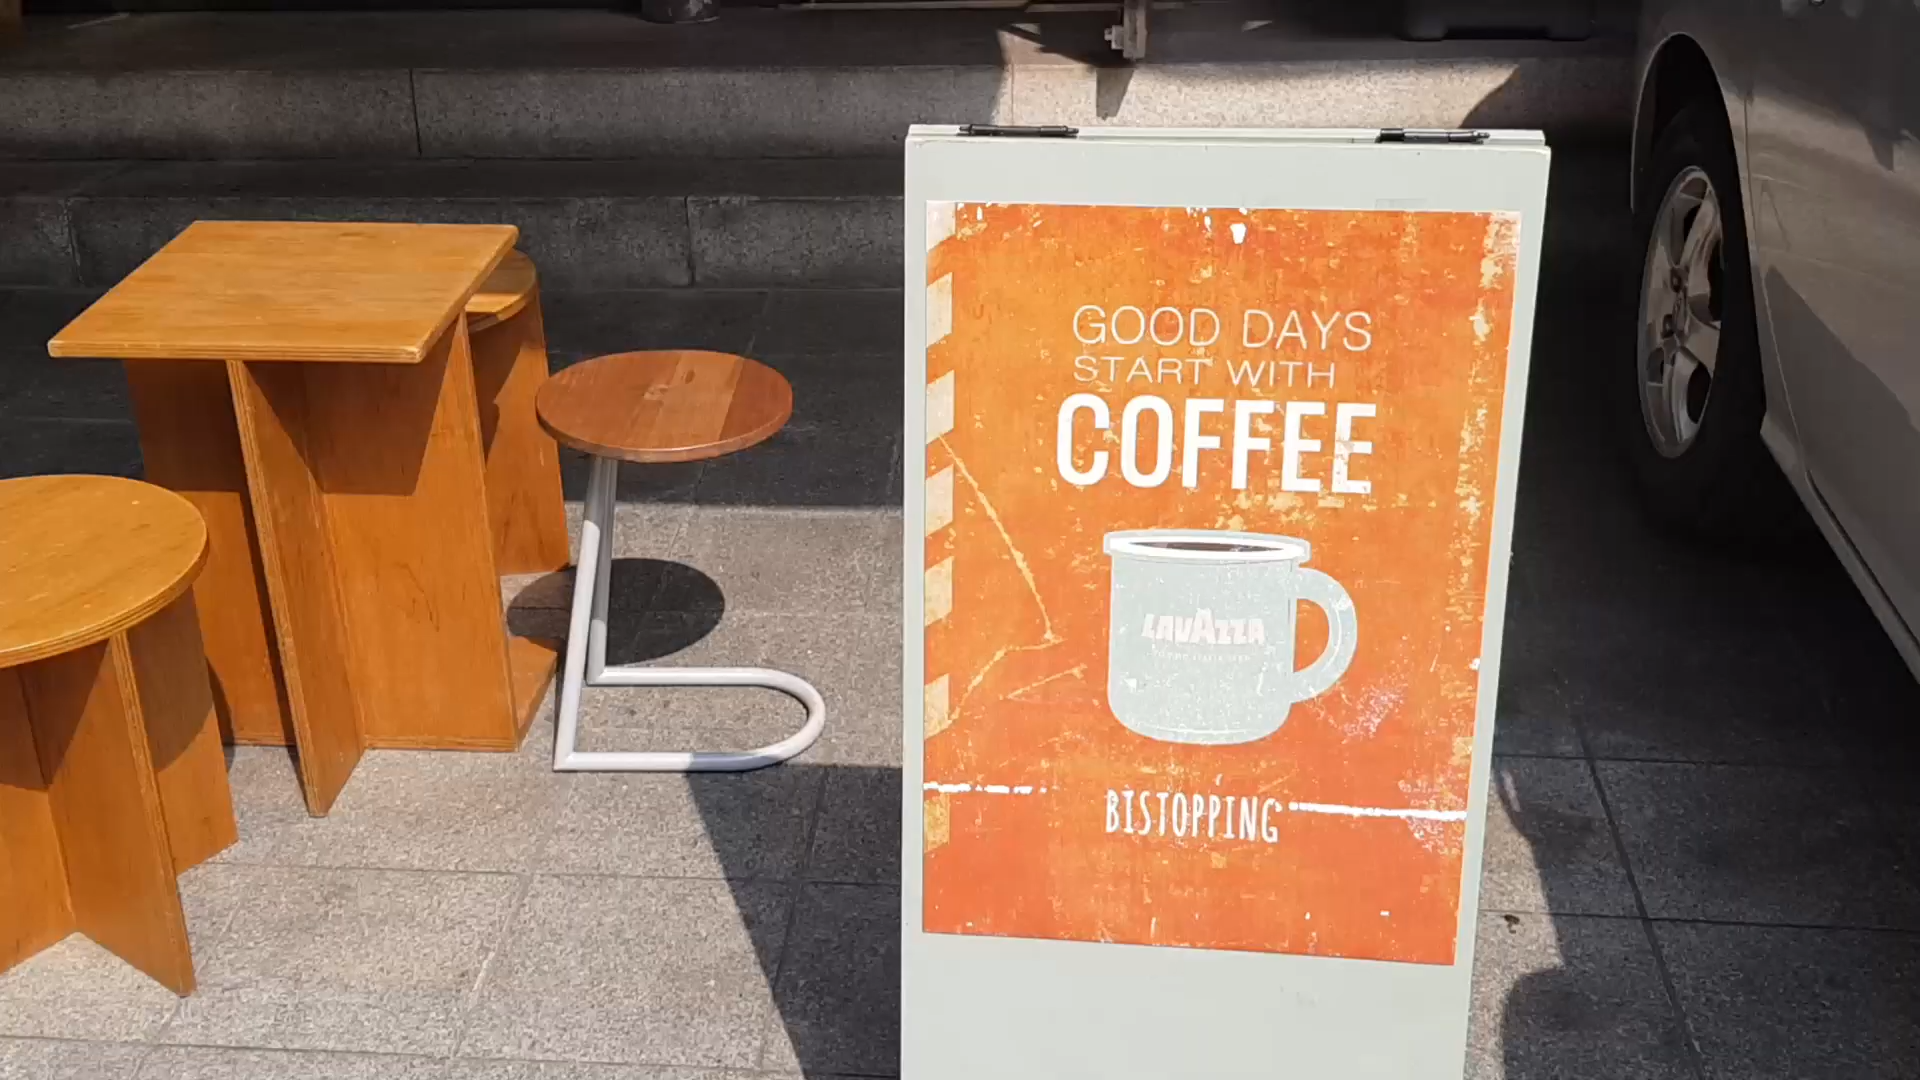 GOOD DAYS
START WITH
COFFEE
LAVAZZA
BISTOPPING